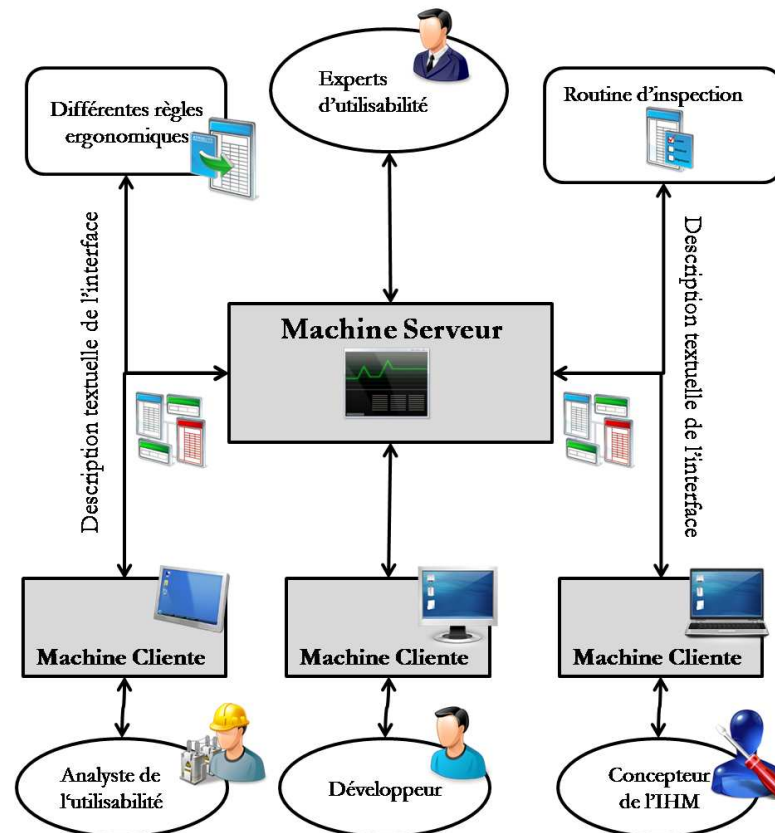 Experts
d'utilisabilité
Différentes règles
ergonomiques
Routine d'inspection
Description textuelle de l'interface
Description textuelle de l'interface
Machine Serveur
Machine Cliente
Machine Cliente
Machine Cliente
Analyste de
l'utilisabilité
Développeur
Concepteur
de l'IHM